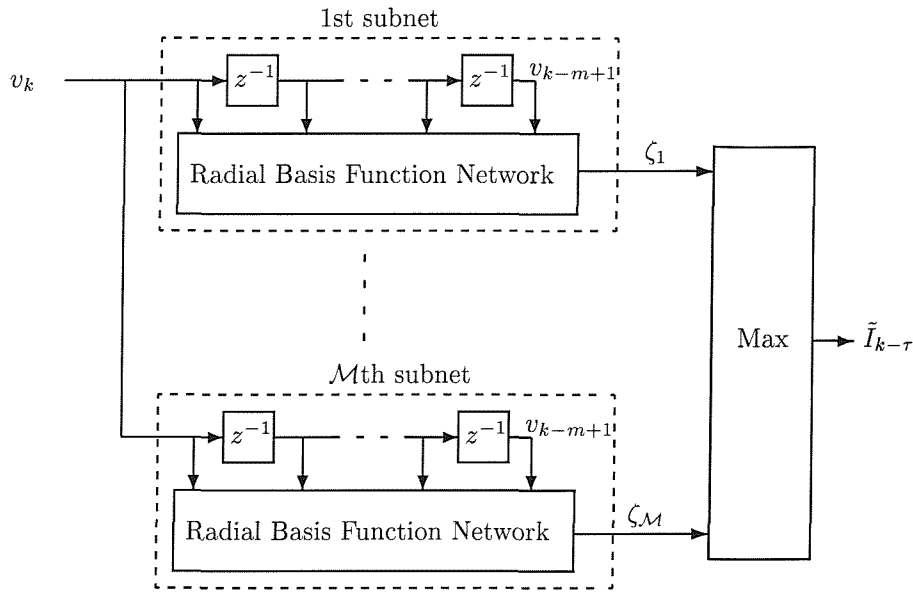 1st subnet
v_k
z^{-1}
z^{-1}
v_{k-m+1}
Radial Basis Function Network
ζ_1
Max
Ĩ_{k-τ}
ℳth subnet
z^{-1}
z^{-1}
v_{k-m+1}
Radial Basis Function Network
ζ_ℳ